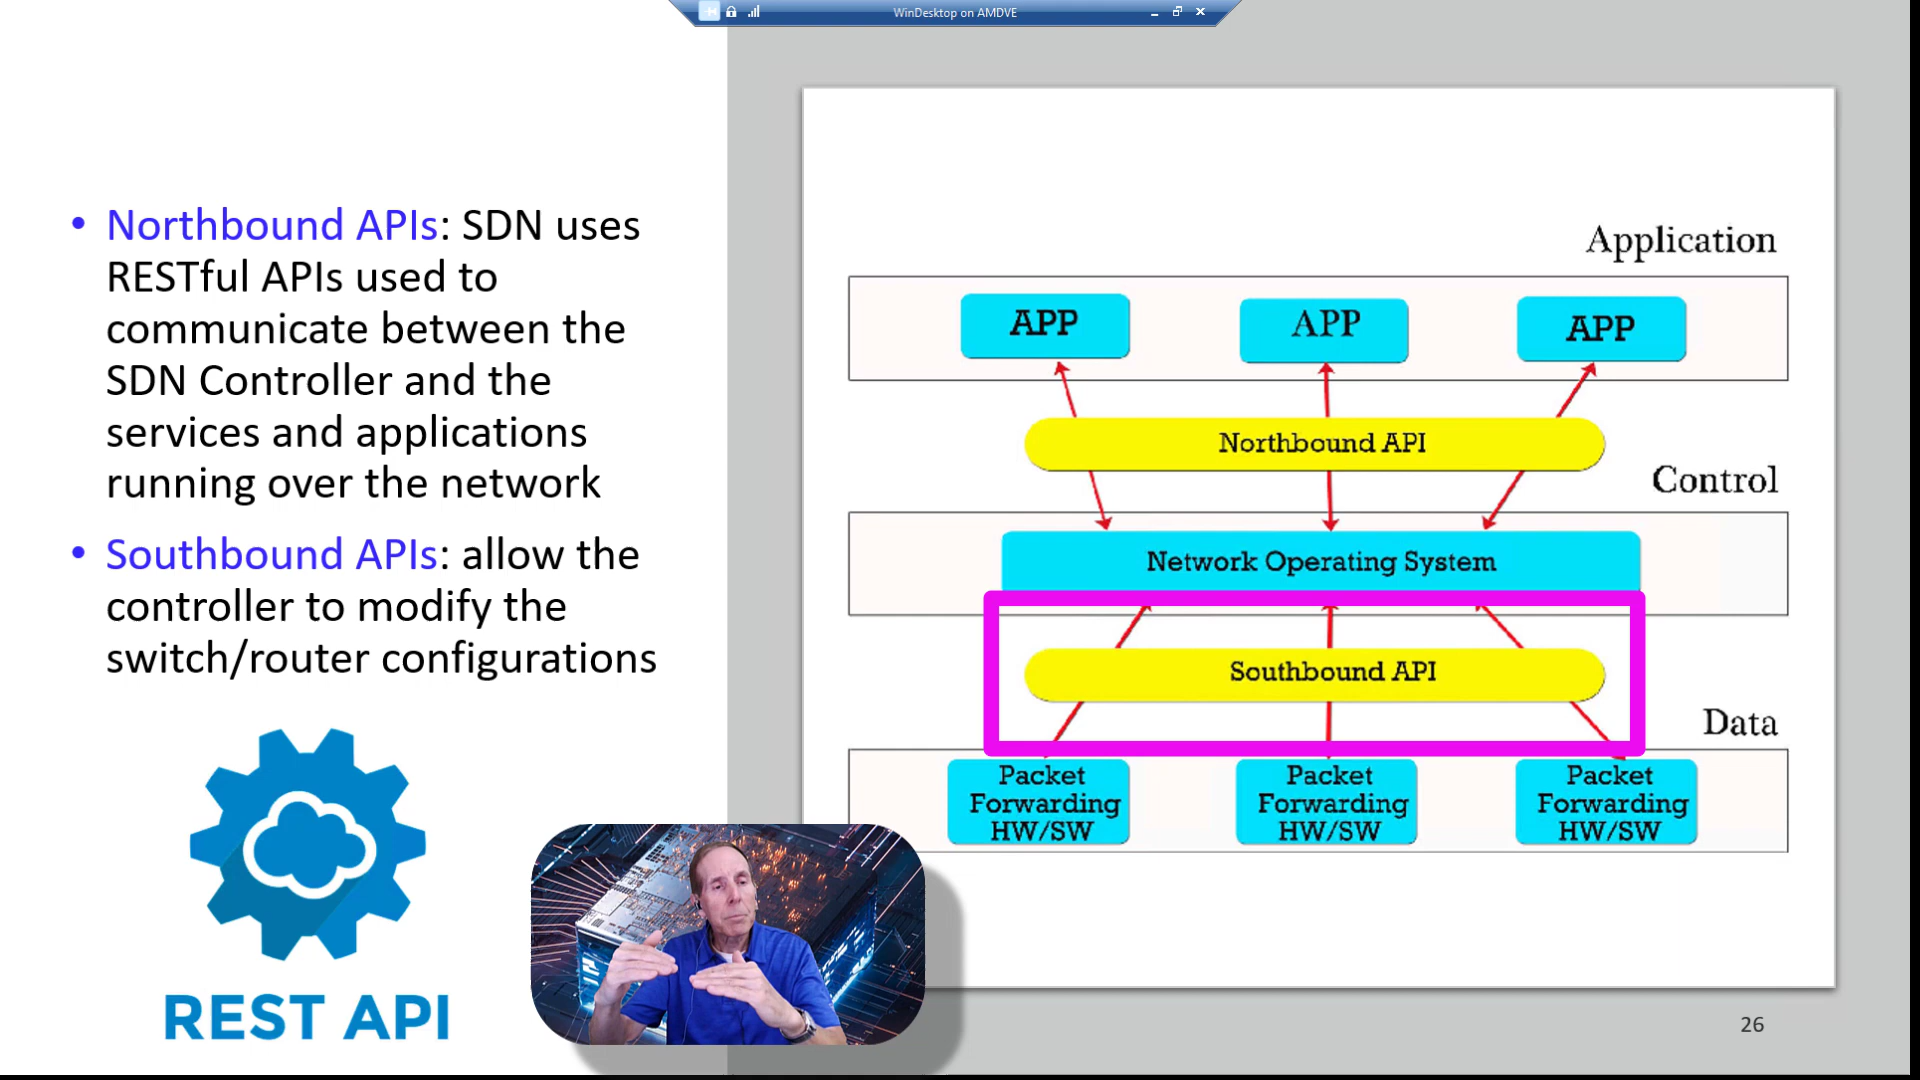 WinDesktop on AMDVE
• Northbound APIs: SDN uses
RESTful APIs used to
communicate between the
SDN Controller and the
services and applications
running over the network
• Southbound APIs: allow the
controller to modify the
switch/router configurations
REST API
Application
APP APP APP
Northbound API
Control
Network Operating System
Southbound API
Data
Packet
Forwarding
HW/SW
Packet
Forwarding
HW/SW
Packet
Forwarding
HW/SW
26